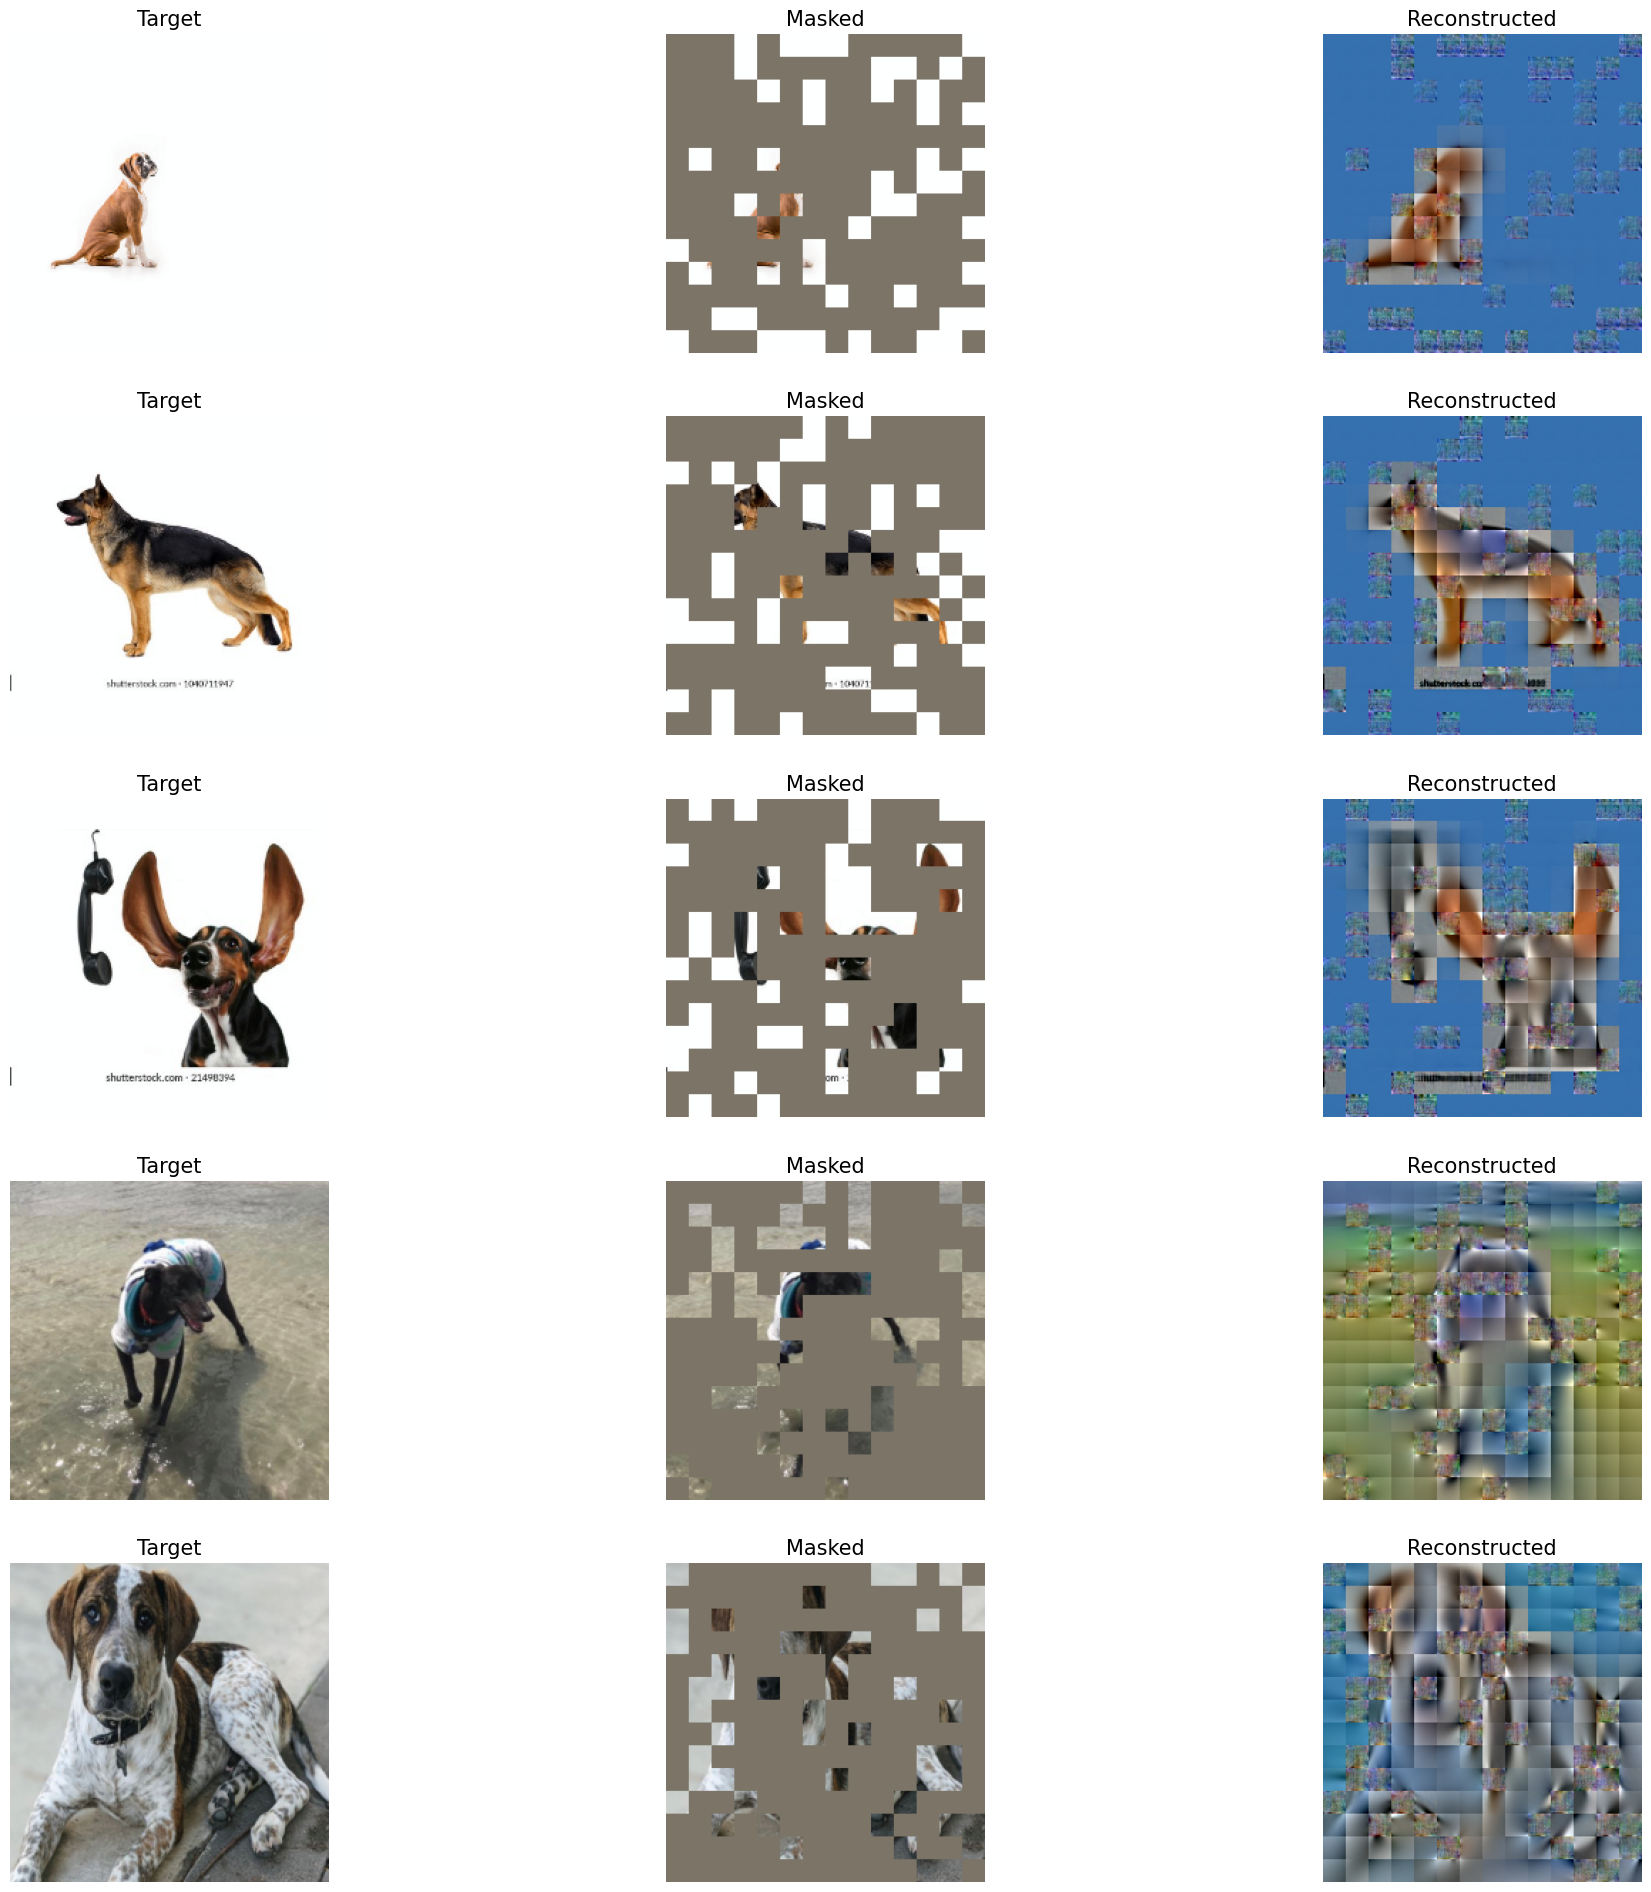 Target Masked Reconstructed
Target Masked Reconstructed
shutterstock.com · 1040711947
m · 104071
shutterstock.co
Target Masked Reconstructed
shutterstock.com · 21498394
om ·
Target Masked Reconstructed
Target Masked Reconstructed